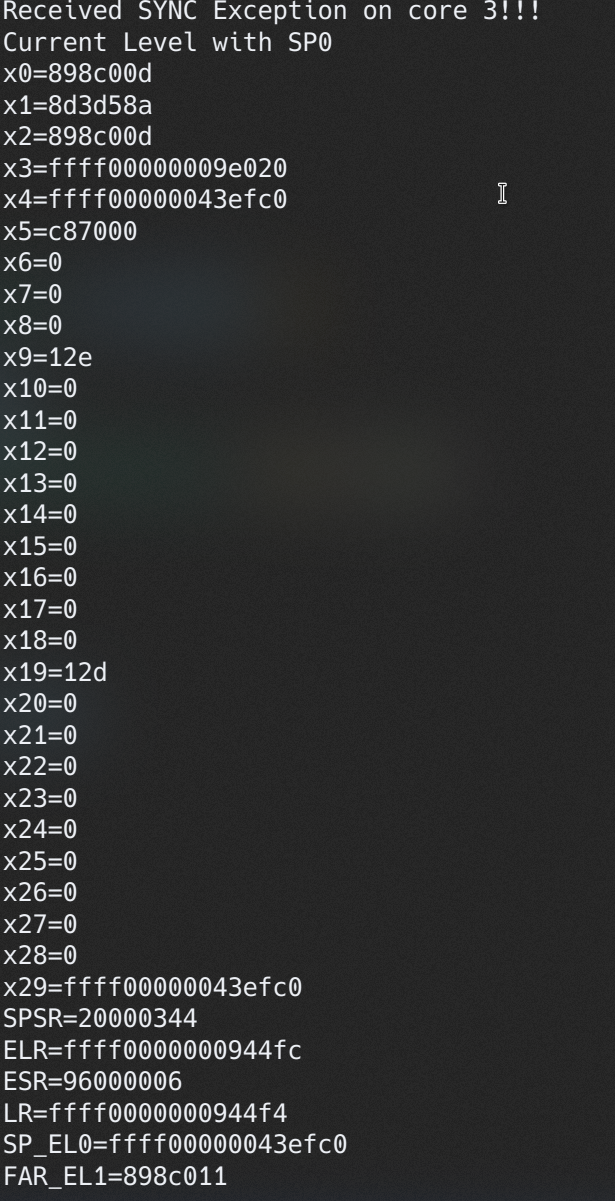 Received SYNC Exception on core 3!!!
Current Level with SP0
x0=898c00d
x1=8d3d58a
x2=898c00d
x3=ffff00000009e020
x4=ffff00000043efc0
x5=c87000
x6=0
x7=0
x8=0
x9=12e
x10=0
x11=0
x12=0
x13=0
x14=0
x15=0
x16=0
x17=0
x18=0
x19=12d
x20=0
x21=0
x22=0
x23=0
x24=0
x25=0
x26=0
x27=0
x28=0
x29=ffff00000043efc0
SPSR=20000344
ELR=ffff0000000944fc
ESR=96000006
LR=ffff0000000944f4
SP_EL0=ffff00000043efc0
FAR_EL1=898c011